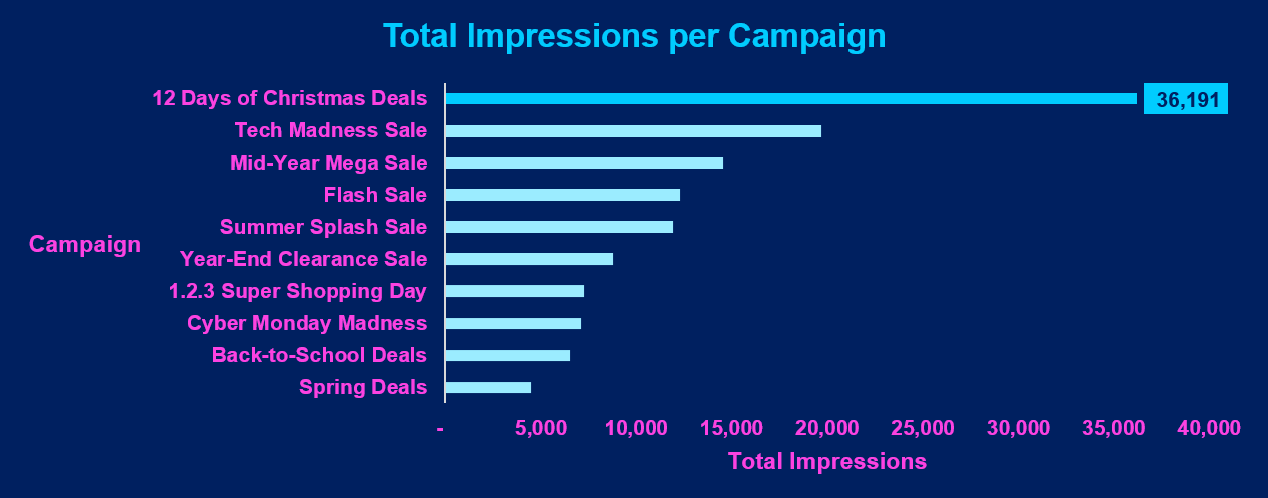 Total Impressions per Campaign
12 Days of Christmas Deals
36,191
Tech Madness Sale
Mid-Year Mega Sale
Flash Sale
Summer Splash Sale
Campaign
Year-End Clearance Sale
1.2.3 Super Shopping Day
Cyber Monday Madness
Back-to-School Deals
Spring Deals
- 5,000 10,000 15,000 20,000 25,000 30,000 35,000 40,000
Total Impressions